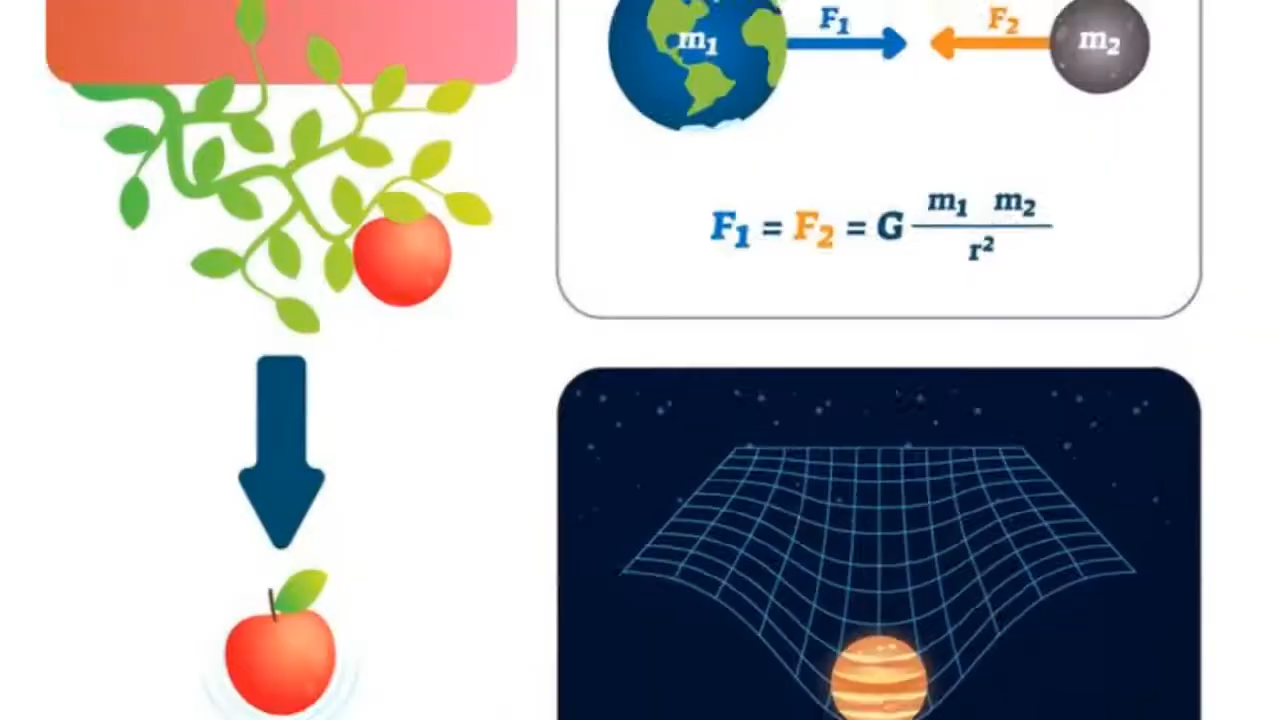 F₁ F₂
m₁ m₂
F₁ = F₂ = G m₁ m₂ / r²